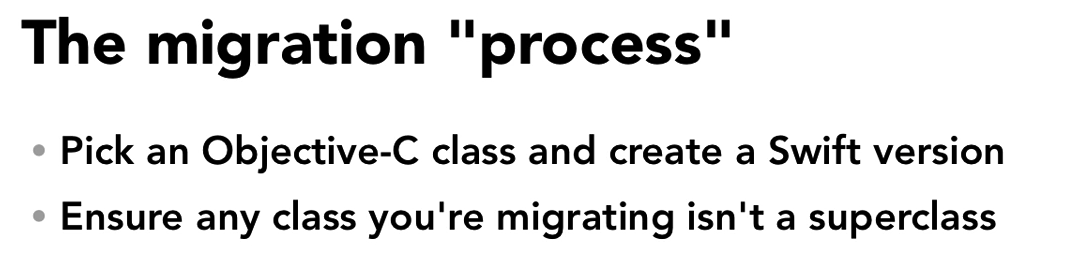 The migration "process"
• Pick an Objective-C class and create a Swift version
• Ensure any class you're migrating isn't a superclass